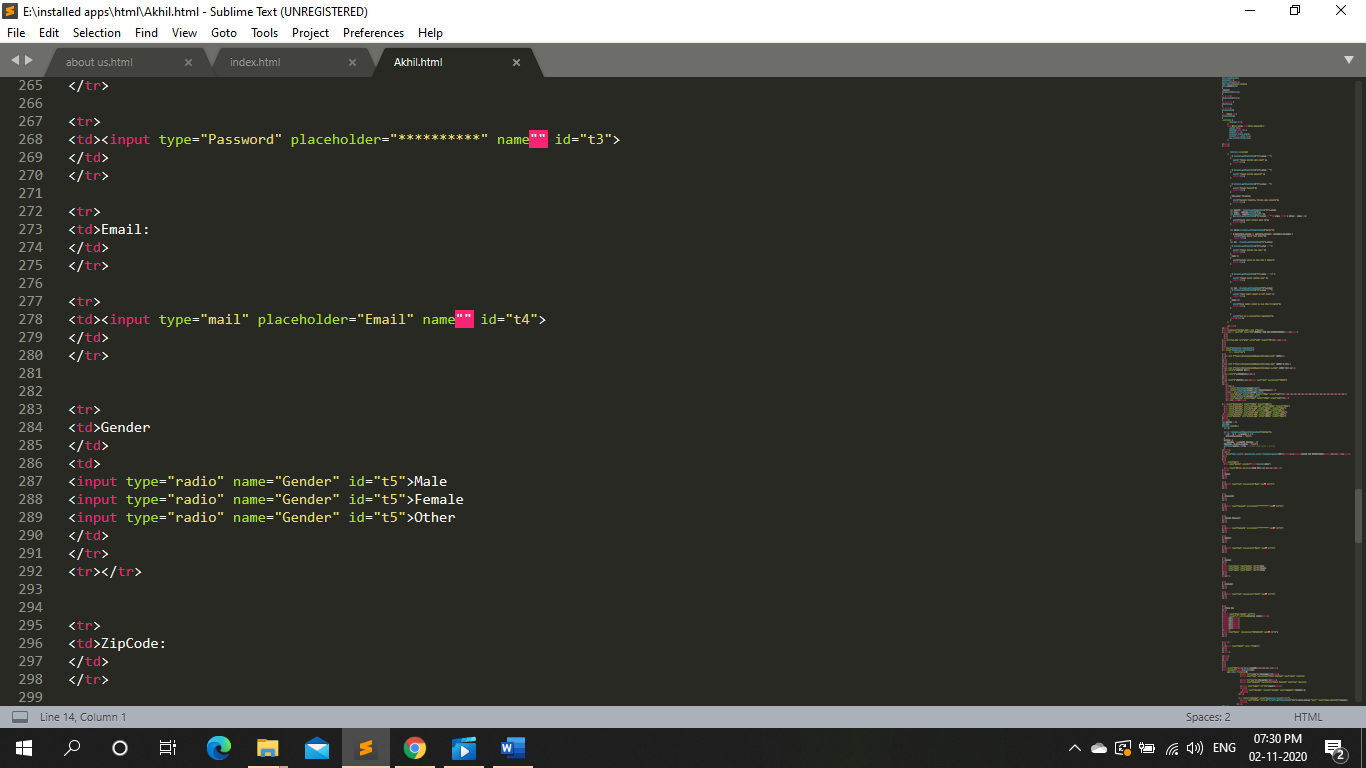 E:\installed apps\html\Akhil.html - Sublime Text (UNREGISTERED)
File Edit Selection Find View Goto Tools Project Preferences Help
about us.html index.html Akhil.html
265 </tr>
266
267 <tr>
268 <td><input type="Password" placeholder="**********" name"" id="t3">
269 </td>
270 </tr>
271
272 <tr>
273 <td>Email:
274 </td>
275 </tr>
276
277 <tr>
278 <td><input type="mail" placeholder="Email" name"" id="t4">
279 </td>
280 </tr>
281
282
283 <tr>
284 <td>Gender
285 </td>
286 <td>
287 <input type="radio" name="Gender" id="t5">Male
288 <input type="radio" name="Gender" id="t5">Female
289 <input type="radio" name="Gender" id="t5">Other
290 </td>
291 </tr>
292 <tr></tr>
293
294
295 <tr>
296 <td>ZipCode:
297 </td>
298 </tr>
299
Line 14, Column 1 Spaces: 2 HTML
ENG 07:30 PM
02-11-2020 2